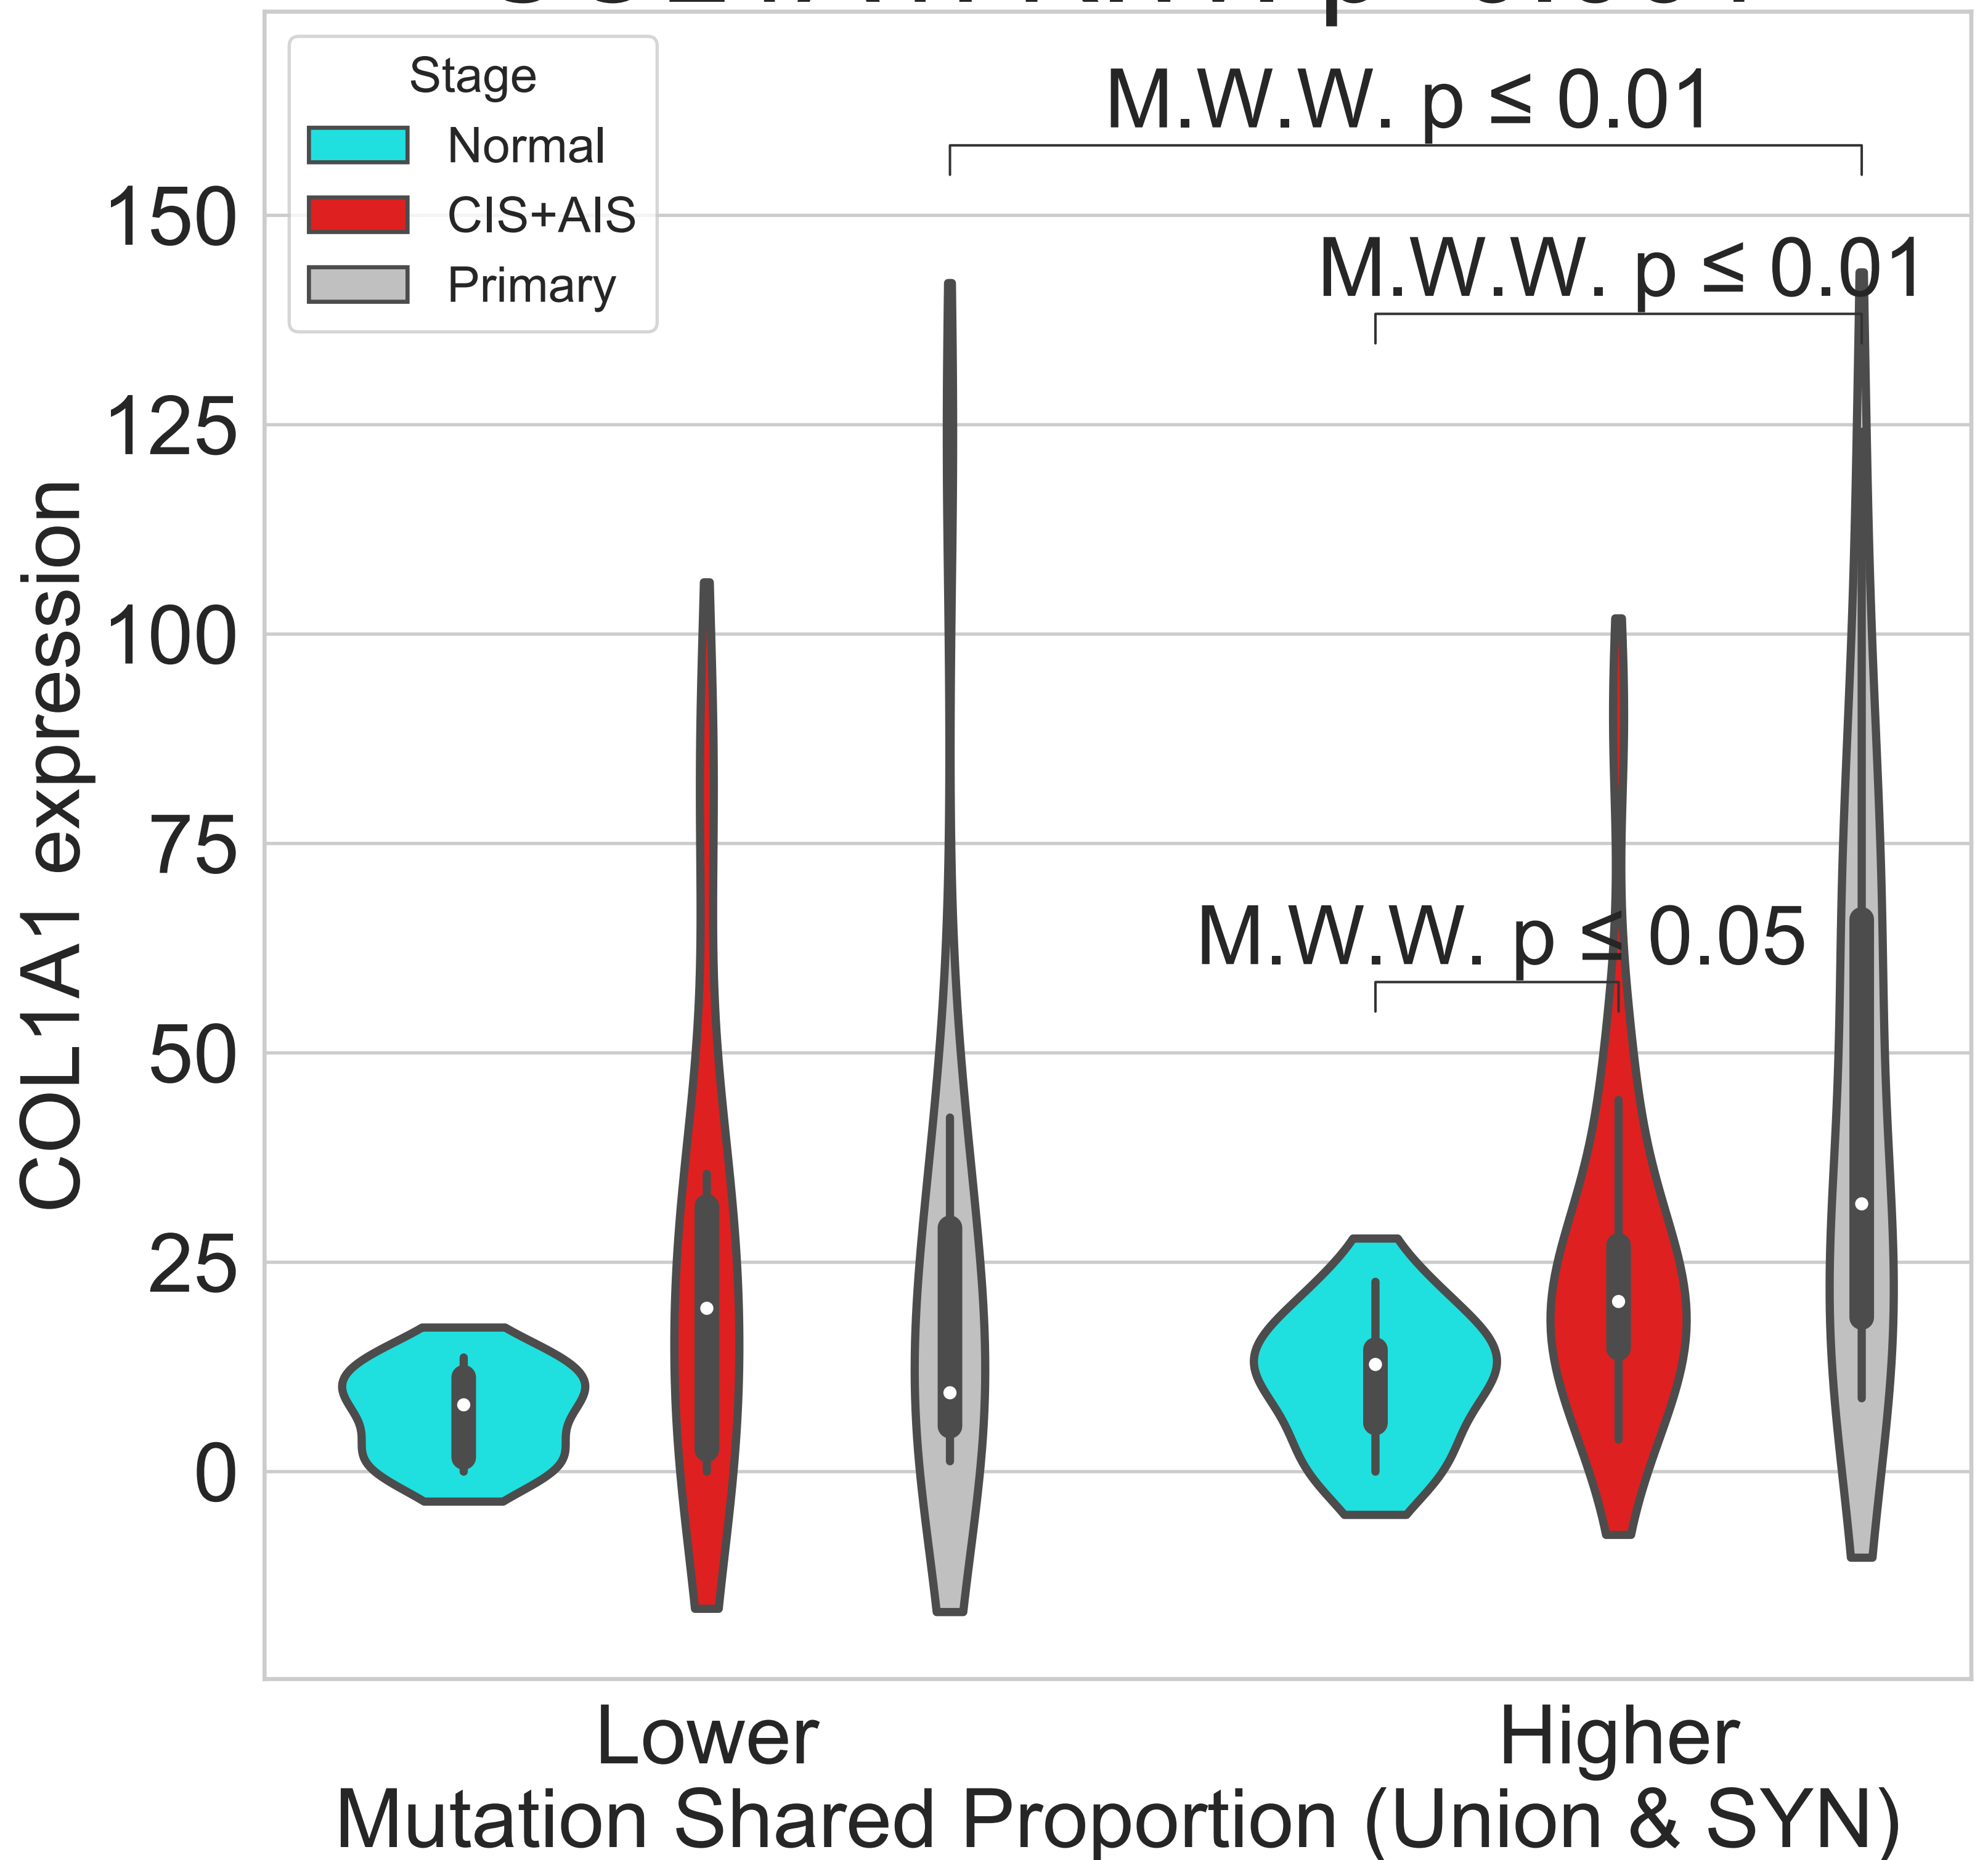 M.W.W. p ≤ 0.01
Stage
Normal
CIS+AIS
Primary
M.W.W. p ≤ 0.01
M.W.W. p ≤ 0.05
150
125
100
75
50
25
0
COL1A1 expression
Lower
Higher
Mutation Shared Proportion (Union & SYN)